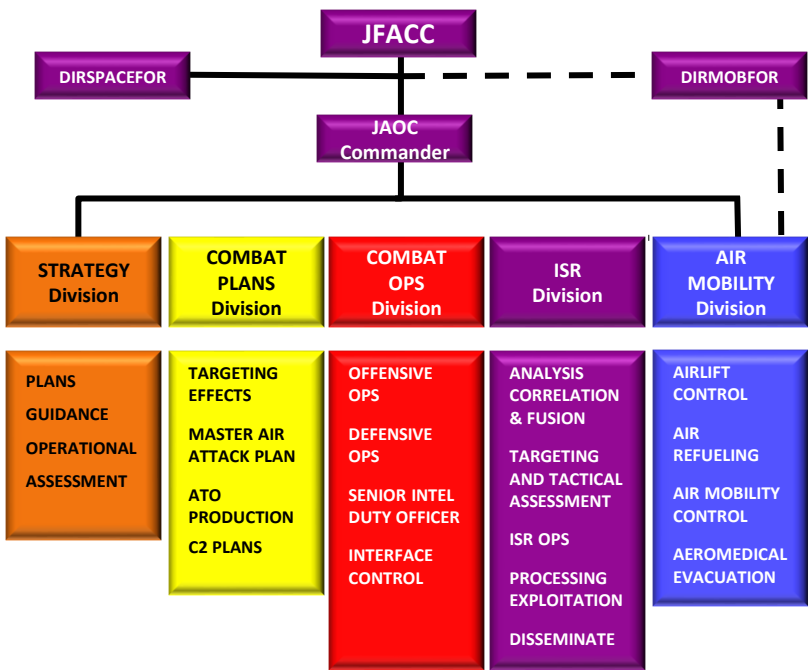 JFACC
DIRSPACEFOR
DIRMOBFOR
JAOC
Commander
STRATEGY
Division
COMBAT
PLANS
Division
COMBAT
OPS
Division
ISR
Division
AIR
MOBILITY
Division
PLANS
GUIDANCE
OPERATIONAL
ASSESSMENT
TARGETING
EFFECTS
MASTER AIR
ATTACK PLAN
ATO
PRODUCTION
C2 PLANS
OFFENSIVE
OPS
DEFENSIVE
OPS
SENIOR INTEL
DUTY OFFICER
INTERFACE
CONTROL
ANALYSIS
CORRELATION
& FUSION
TARGETING
AND TACTICAL
ASSESSMENT
ISR OPS
PROCESSING
EXPLOITATION
DISSEMINATE
AIRLIFT
CONTROL
AIR
REFUELING
AIR MOBILITY
CONTROL
AEROMEDICAL
EVACUATION